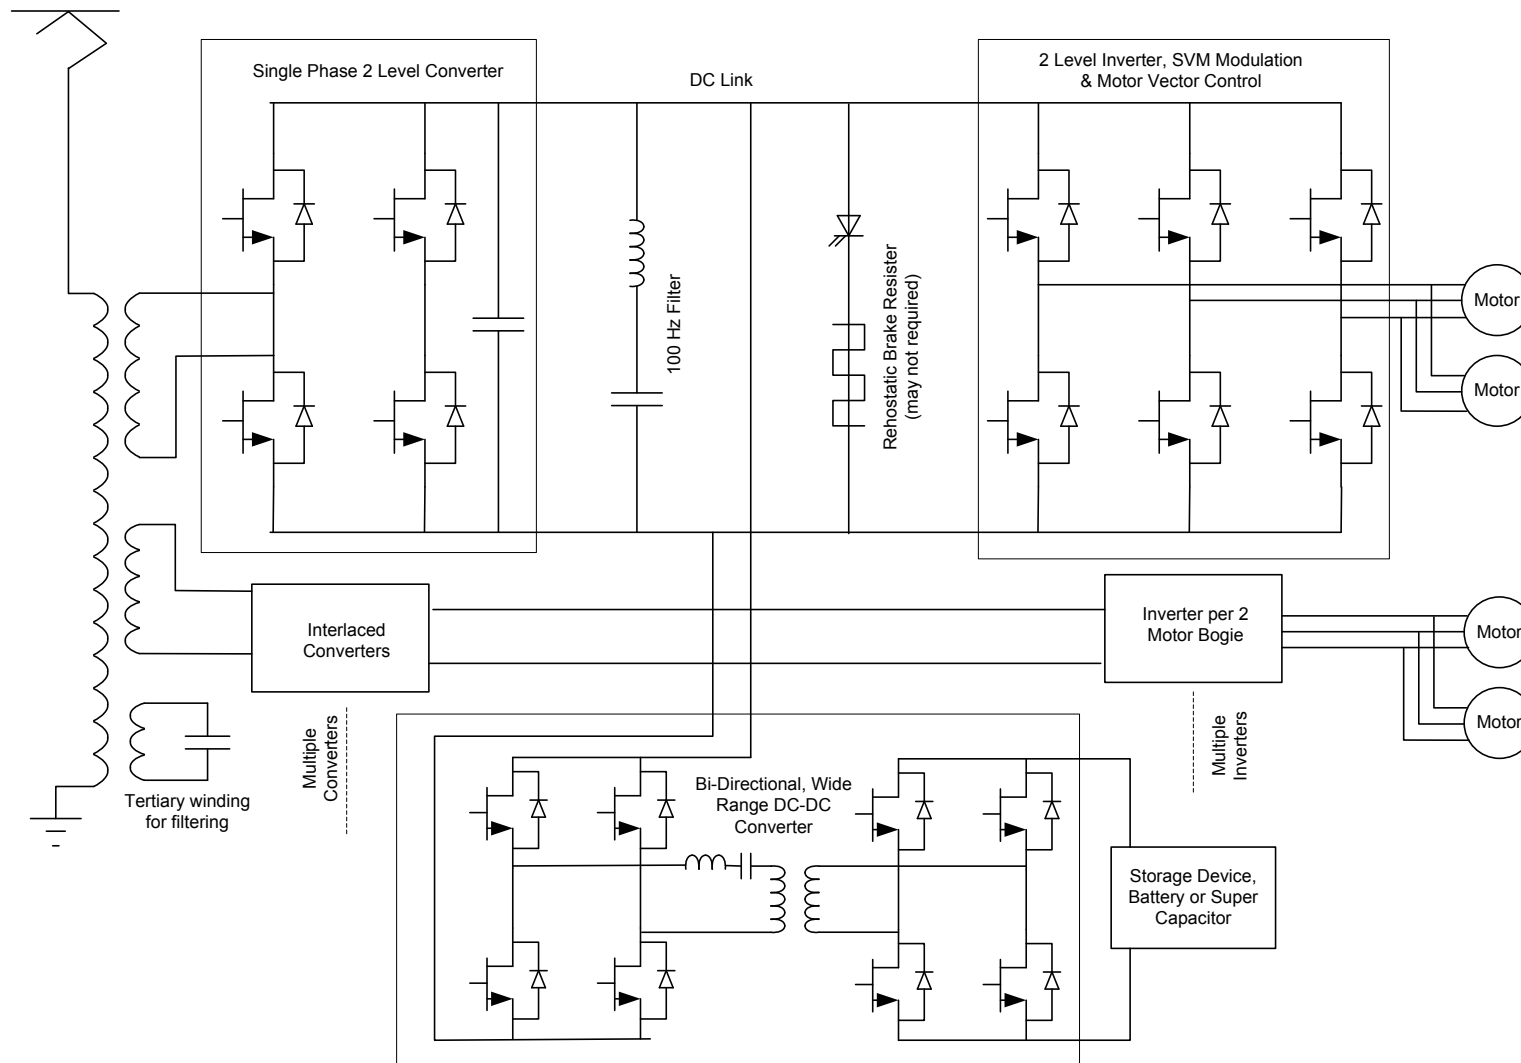 Single Phase 2 Level Converter
DC Link
2 Level Inverter, SVM Modulation
& Motor Vector Control
100 Hz Filter
Rehostatic Brake Resister
(may not required)
Motor
Motor
Interlaced
Converters
Inverter per 2
Motor Bogie
Motor
Motor
Multiple
Converters
Multiple
Inverters
Tertiary winding
for filtering
Bi-Directional, Wide
Range DC-DC
Converter
Storage Device,
Battery or Super
Capacitor